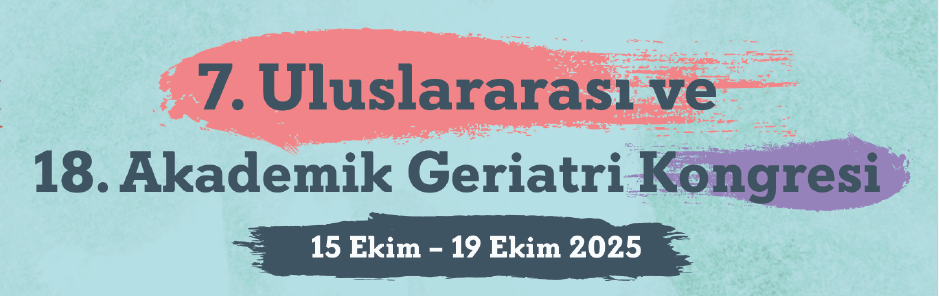 7. Uluslararası ve
18. Akademik Geriatri Kongresi
15 Ekim – 19 Ekim 2025